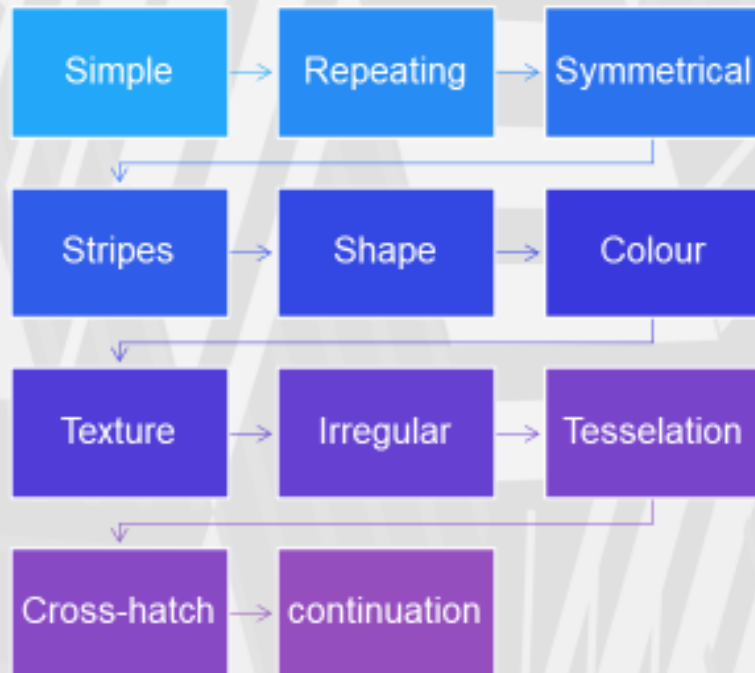 Simple
Repeating
Symmetrical
Stripes
Shape
Colour
Texture
Irregular
Tesselation
Cross-hatch
continuation